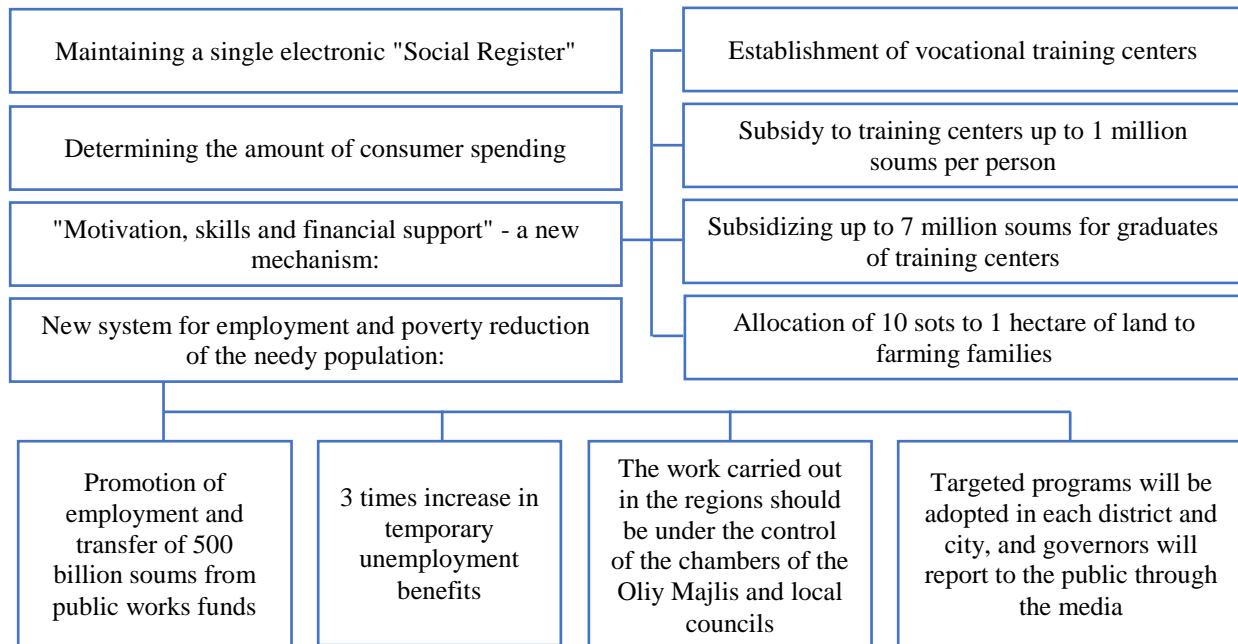 Maintaining a single electronic "Social Register"
Determining the amount of consumer spending
"Motivation, skills and financial support" - a new
mechanism:
New system for employment and poverty reduction
of the needy population:
Establishment of vocational training centers
Subsidy to training centers up to 1 million
soums per person
Subsidizing up to 7 million soums for graduates
of training centers
Allocation of 10 sots to 1 hectare of land to
farming families
Promotion of
employment and
transfer of 500
billion soums from
public works funds
3 times increase in
temporary
unemployment
benefits
The work carried out
in the regions should
be under the control
of the chambers of the
Oliy Majlis and local
councils
Targeted programs will be
adopted in each district and
city, and governors will
report to the public through
the media